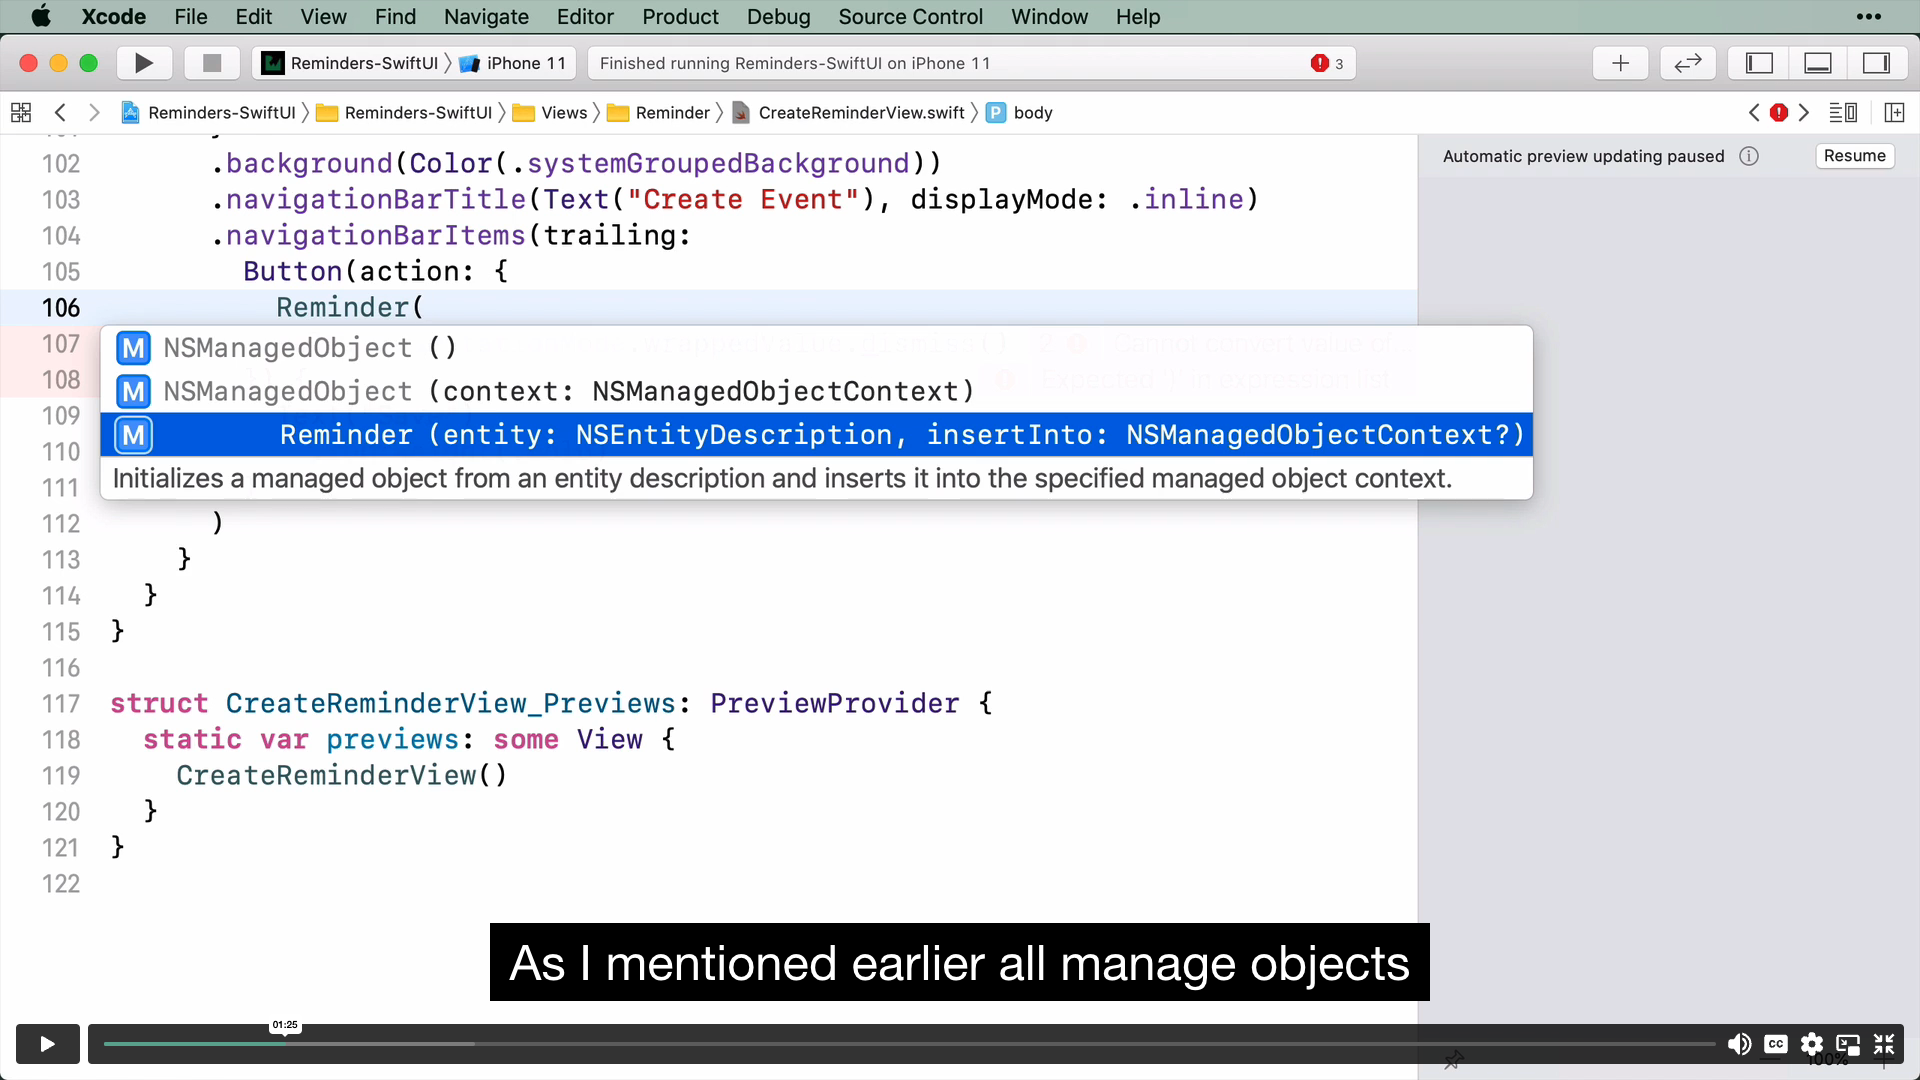 Xcode File Edit View Find Navigate Editor Product Debug Source Control Window Help •••
Reminders-SwiftUI 〉 iPhone 11 Finished running Reminders-SwiftUI on iPhone 11 3
Reminders-SwiftUI 〉 Reminders-SwiftUI 〉 Views 〉 Reminder 〉 CreateReminderView.swift 〉 P body
Automatic preview updating paused Resume
102 .background(Color(.systemGroupedBackground))
103 .navigationBarTitle(Text("Create Event"), displayMode: .inline)
104 .navigationBarItems(trailing:
105 Button(action: {
106 Reminder(
107
M NSManagedObject ()
108
M NSManagedObject (context: NSManagedObjectContext)
109
M Reminder (entity: NSEntityDescription, insertInto: NSManagedObjectContext?)
110
Initializes a managed object from an entity description and inserts it into the specified managed object context.
111
112 )
113 }
114 }
115 }
116
117 struct CreateReminderView_Previews: PreviewProvider {
118 static var previews: some View {
119 CreateReminderView()
120 }
121 }
122
As I mentioned earlier all manage objects
01:25
CC
100%